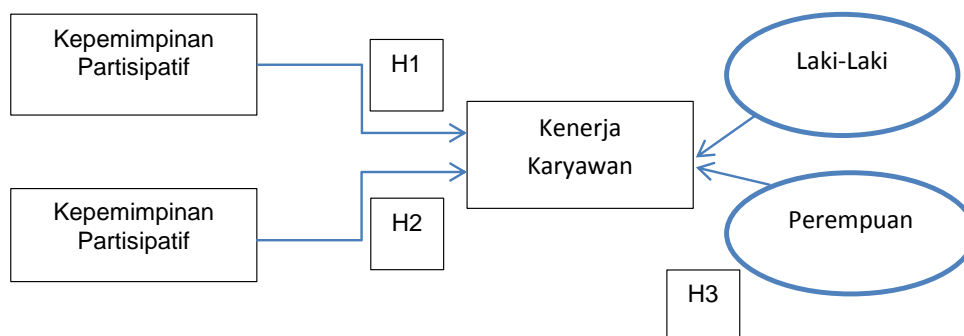 Kepemimpinan
Partisipatif
H1
Laki-Laki
Kenerja
Karyawan
Kepemimpinan
Partisipatif
H2
Perempuan
H3